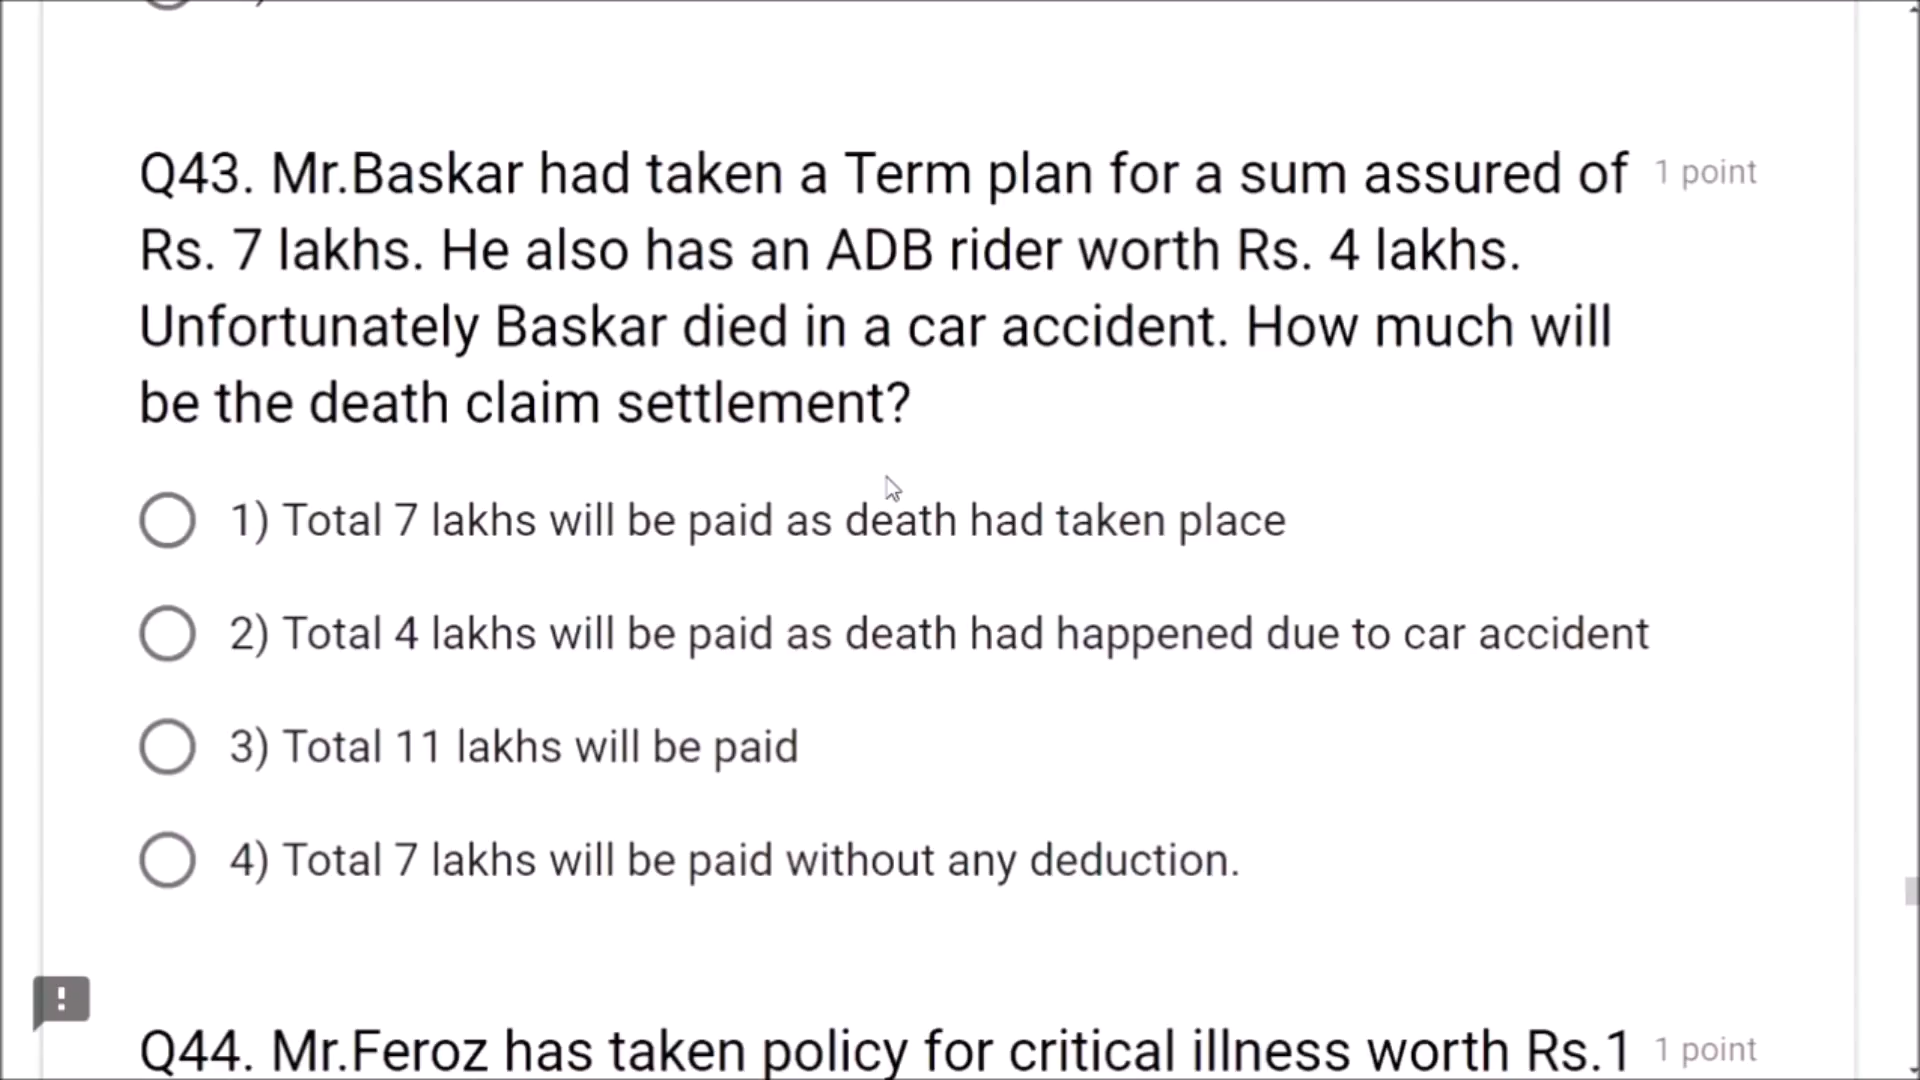 Q43. Mr.Baskar had taken a Term plan for a sum assured of 1 point
Rs. 7 lakhs. He also has an ADB rider worth Rs. 4 lakhs.
Unfortunately Baskar died in a car accident. How much will
be the death claim settlement?
1) Total 7 lakhs will be paid as death had taken place
2) Total 4 lakhs will be paid as death had happened due to car accident
3) Total 11 lakhs will be paid
4) Total 7 lakhs will be paid without any deduction.
Q44. Mr.Feroz has taken policy for critical illness worth Rs.1 1 point